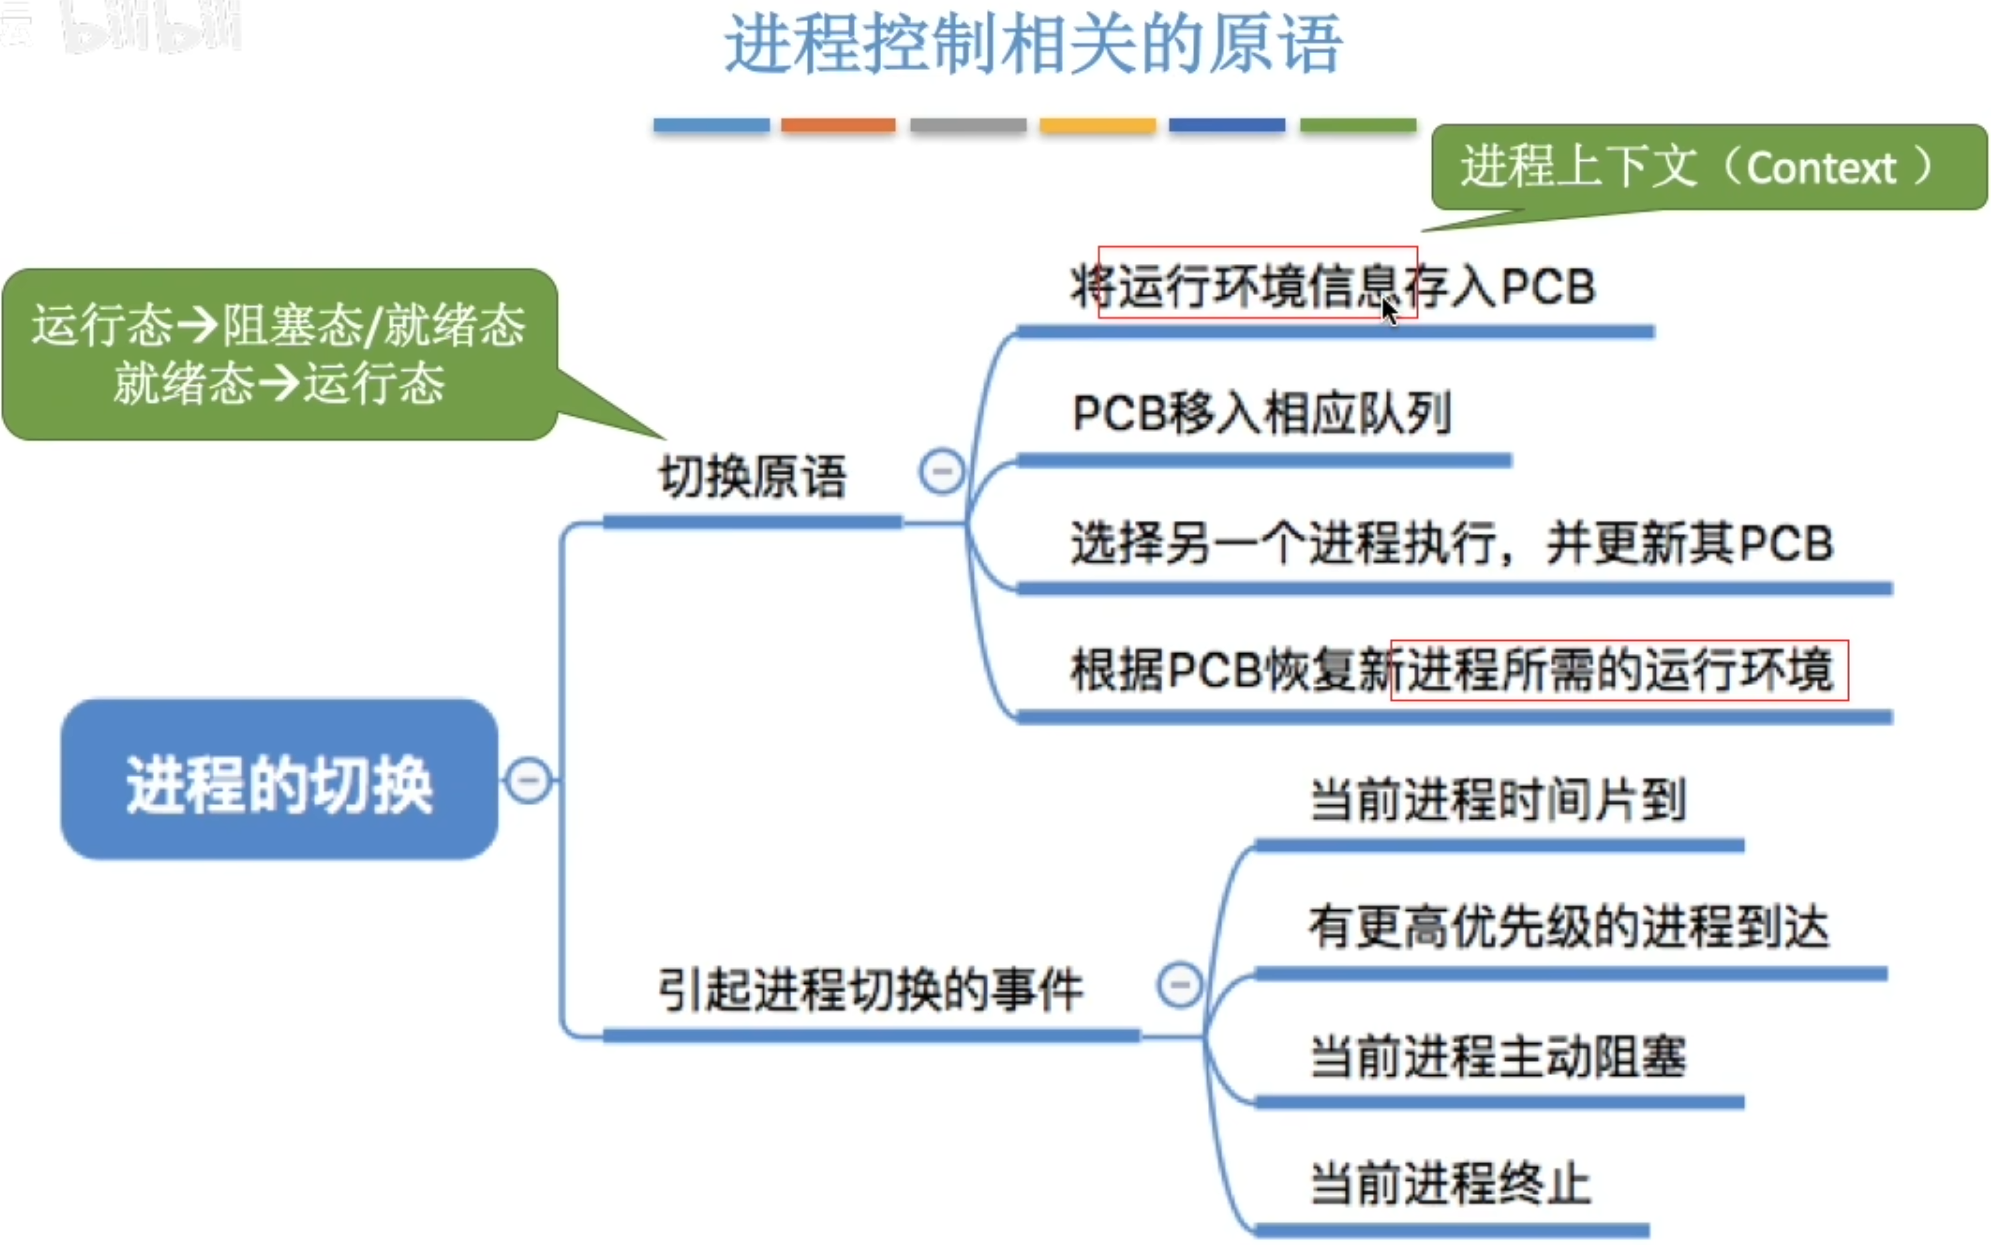 bilibili
进程控制相关的原语
进程上下文（Context）
将运行环境信息存入PCB
运行态→阻塞态/就绪态
就绪态→运行态
PCB移入相应队列
切换原语
选择另一个进程执行，并更新其PCB
根据PCB恢复新进程所需的运行环境
进程的切换
当前进程时间片到
有更高优先级的进程到达
引起进程切换的事件
当前进程主动阻塞
当前进程终止